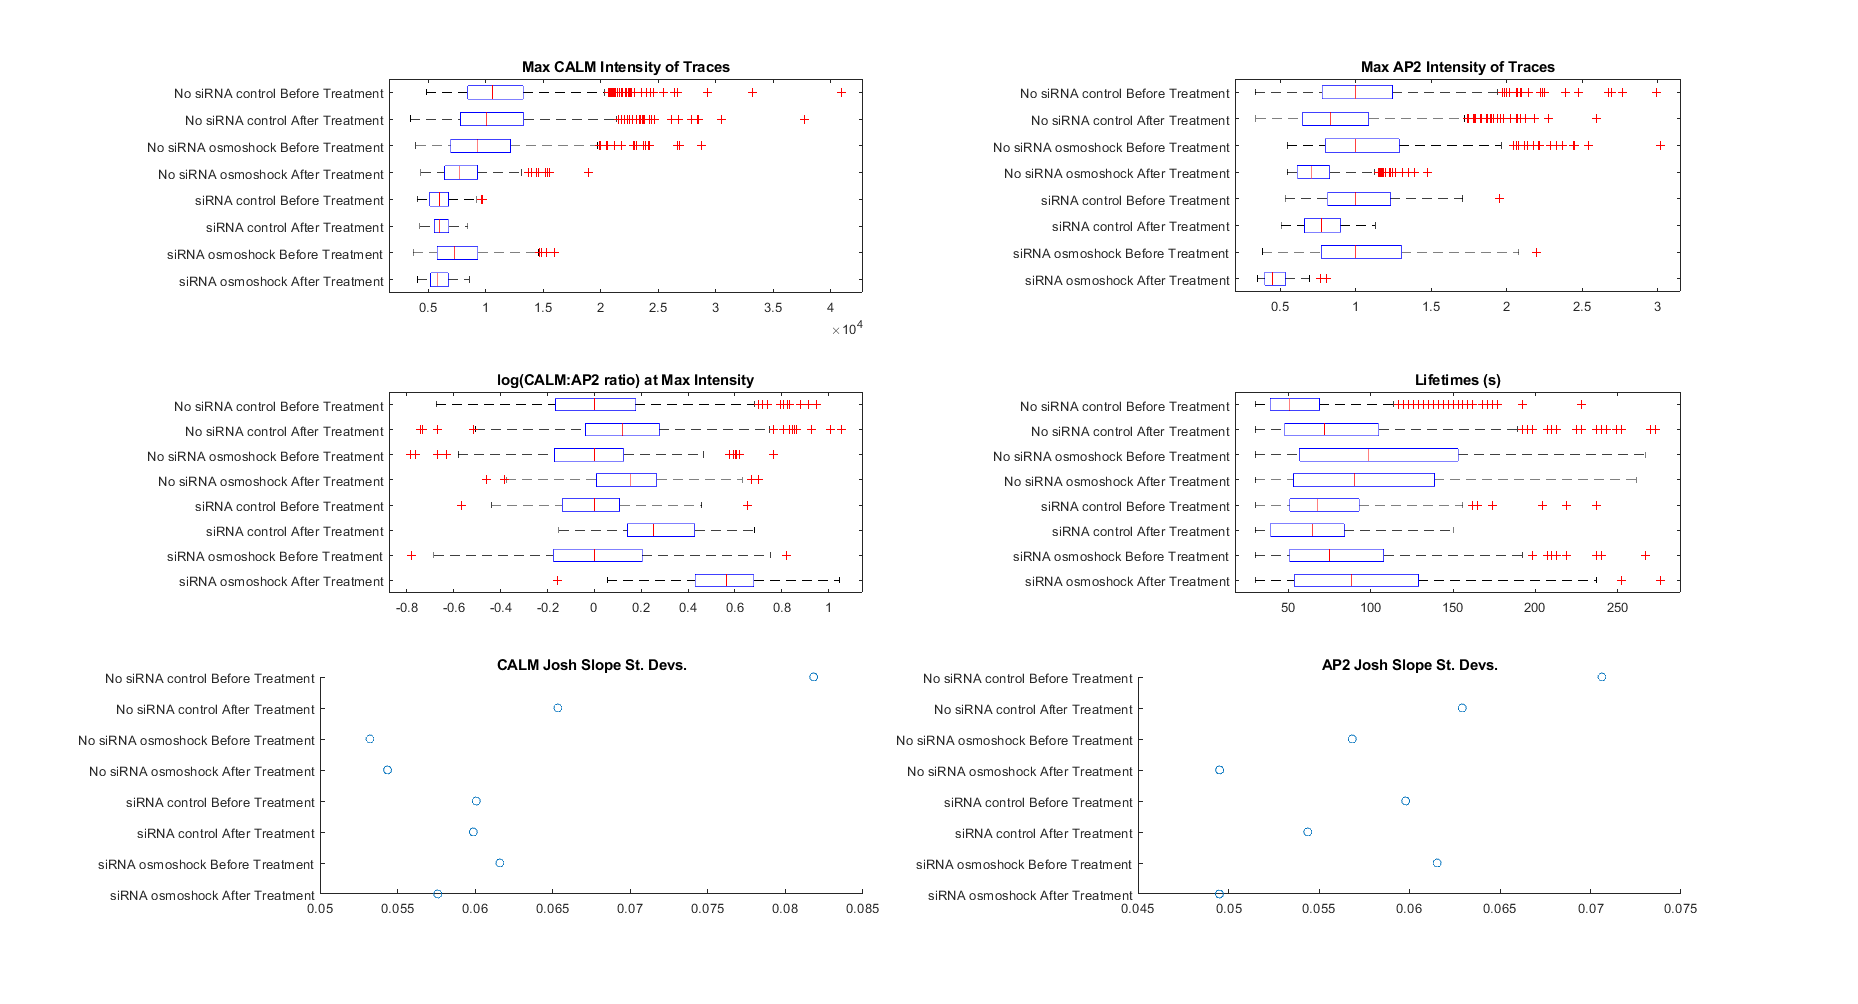 Max CALM Intensity of Traces
No siRNA control Before Treatment
No siRNA control After Treatment
No siRNA osmoshock Before Treatment
No siRNA osmoshock After Treatment
siRNA control Before Treatment
siRNA control After Treatment
siRNA osmoshock Before Treatment
siRNA osmoshock After Treatment
0.5 1 1.5 2 2.5 3 3.5 4
×10^4
Max AP2 Intensity of Traces
No siRNA control Before Treatment
No siRNA control After Treatment
No siRNA osmoshock Before Treatment
No siRNA osmoshock After Treatment
siRNA control Before Treatment
siRNA control After Treatment
siRNA osmoshock Before Treatment
siRNA osmoshock After Treatment
0.5 1 1.5 2 2.5 3
log(CALM:AP2 ratio) at Max Intensity
No siRNA control Before Treatment
No siRNA control After Treatment
No siRNA osmoshock Before Treatment
No siRNA osmoshock After Treatment
siRNA control Before Treatment
siRNA control After Treatment
siRNA osmoshock Before Treatment
siRNA osmoshock After Treatment
-0.8 -0.6 -0.4 -0.2 0 0.2 0.4 0.6 0.8 1
Lifetimes (s)
No siRNA control Before Treatment
No siRNA control After Treatment
No siRNA osmoshock Before Treatment
No siRNA osmoshock After Treatment
siRNA control Before Treatment
siRNA control After Treatment
siRNA osmoshock Before Treatment
siRNA osmoshock After Treatment
50 100 150 200 250
CALM Josh Slope St. Devs.
No siRNA control Before Treatment
No siRNA control After Treatment
No siRNA osmoshock Before Treatment
No siRNA osmoshock After Treatment
siRNA control Before Treatment
siRNA control After Treatment
siRNA osmoshock Before Treatment
siRNA osmoshock After Treatment
0.05 0.055 0.06 0.065 0.07 0.075 0.08 0.085
AP2 Josh Slope St. Devs.
No siRNA control Before Treatment
No siRNA control After Treatment
No siRNA osmoshock Before Treatment
No siRNA osmoshock After Treatment
siRNA control Before Treatment
siRNA control After Treatment
siRNA osmoshock Before Treatment
siRNA osmoshock After Treatment
0.045 0.05 0.055 0.06 0.065 0.07 0.075